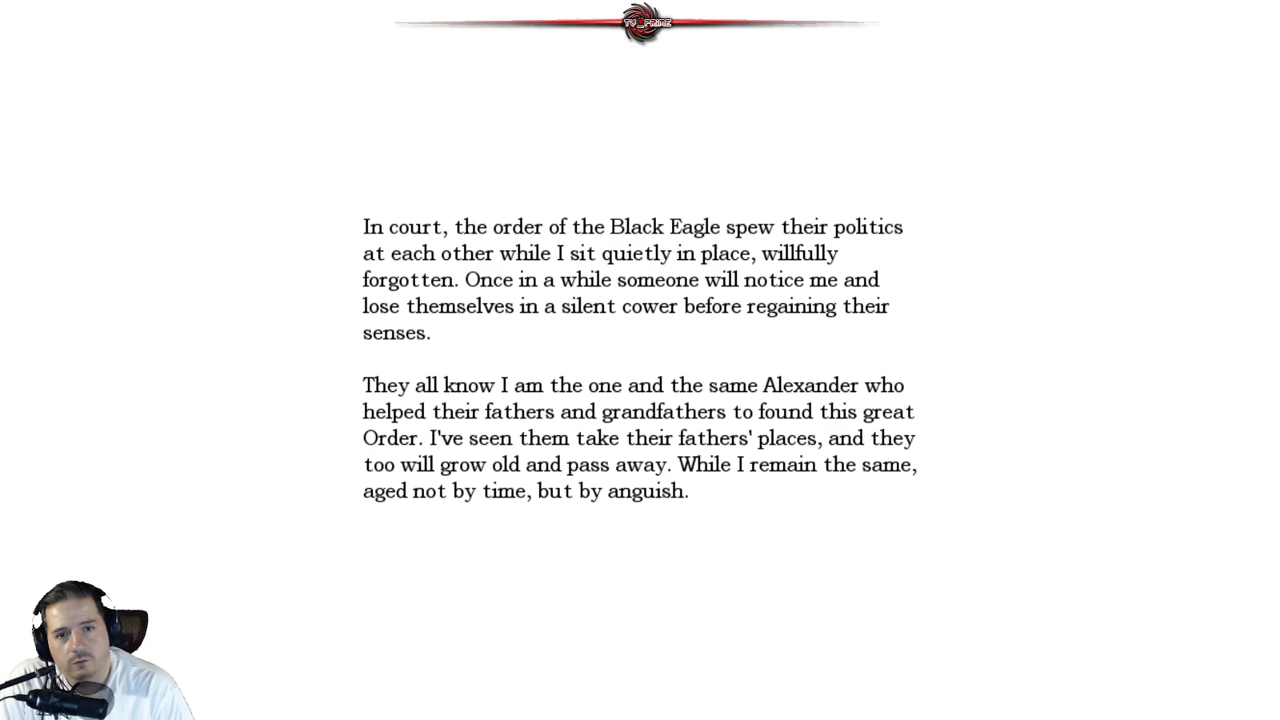 TV_PRIME
In court, the order of the Black Eagle spew their politics
at each other while I sit quietly in place, willfully
forgotten. Once in a while someone will notice me and
lose themselves in a silent cower before regaining their
senses.
They all know I am the one and the same Alexander who
helped their fathers and grandfathers to found this great
Order. I've seen them take their fathers' places, and they
too will grow old and pass away. While I remain the same,
aged not by time, but by anguish.